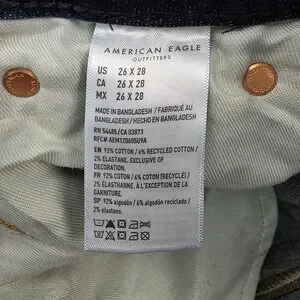 AMERICAN EAGLE
OUTFITTERS
US 26 X 28
CA 26 X 28
MX 26 X 28
MADE IN BANGLADESH / FABRIQUÉ AU
BANGLADESH / HECHO EN BANGLADESH
RN 54485/CA 03873
EN 92% COTTON / 6% RECYCLED COTTON /
2% ELASTANE. EXCLUSIVE OF
DECORATION.
FR 92% COTON / 6% COTON (RECYCLÉ) /
2% ÉLASTHANNE. À L'EXCEPTION DE LA
GARNITURE.
SP 92% algodón / 6% algodón reciclado /
2% elastano.